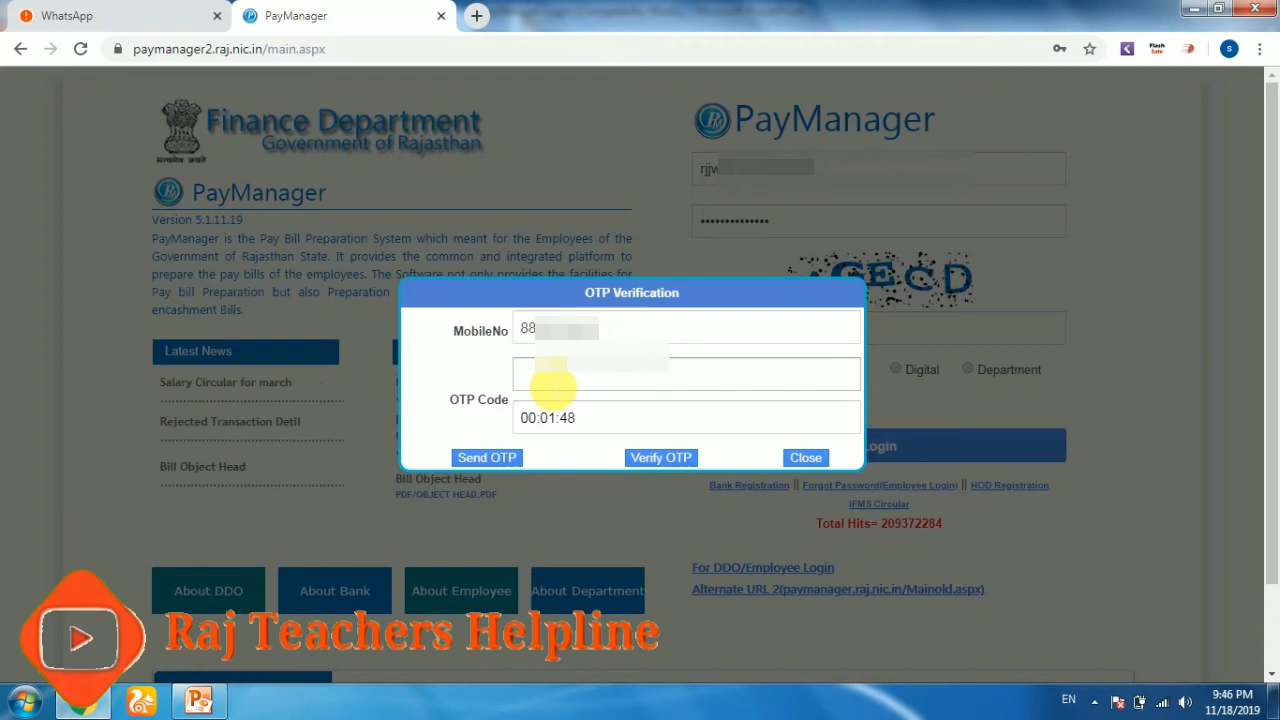 WhatsApp
PayManager
paymanager2.raj.nic.in/main.aspx
Flash
S
सत्यमेव जयते
Finance Department
Government of Rajasthan
PayManager
PayManager
Version 5.1.11.19
PayManager is the Pay Bill Preparation System which meant for the Employees of the
Government of Rajasthan State. It provides the common and integrated platform to
prepare the pay bills of the employees. The Software not only provides the facilities for
Pay bill Preparation but also Preparation
encashment Bills.
rjjw
••••••••••••••
GECD
OTP Verification
MobileNo
88
OTP Code
00:01:48
Send OTP
Verify OTP
Close
Latest News
Salary Circular for march
Rejected Transaction Detil
Bill Object Head
Bill Object Head
PDF/OBJECT HEAD.PDF
Digital
Department
Login
Bank Registration || Forgot Password(Employee Login) || HOD Registration
IFMS Circular
Total Hits= 209372284
For DDO/Employee Login
Alternate URL 2(paymanager.raj.nic.in/Mainold.aspx)
About DDO
About Bank
About Employee
About Department
Raj Teachers Helpline
EN
9:46 PM
11/18/2019